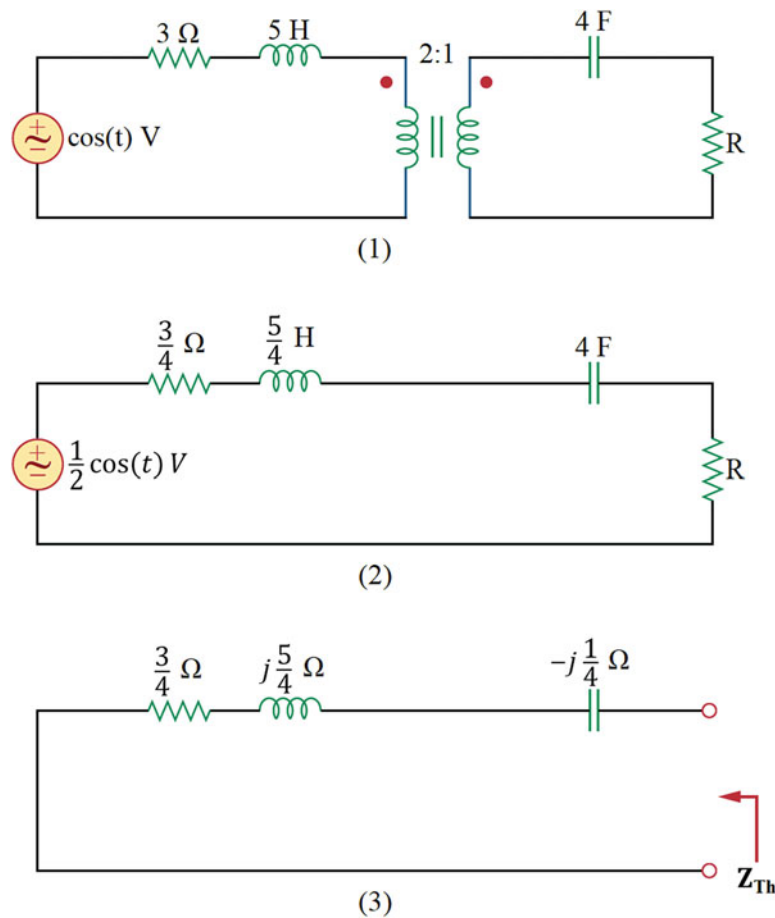 3 Ω 5 H 2:1 4 F
cos(t) V R
(1)
3/4 Ω 5/4 H 4 F
1/2 cos(t) V R
(2)
3/4 Ω j 5/4 Ω −j 1/4 Ω
Z_Th
(3)